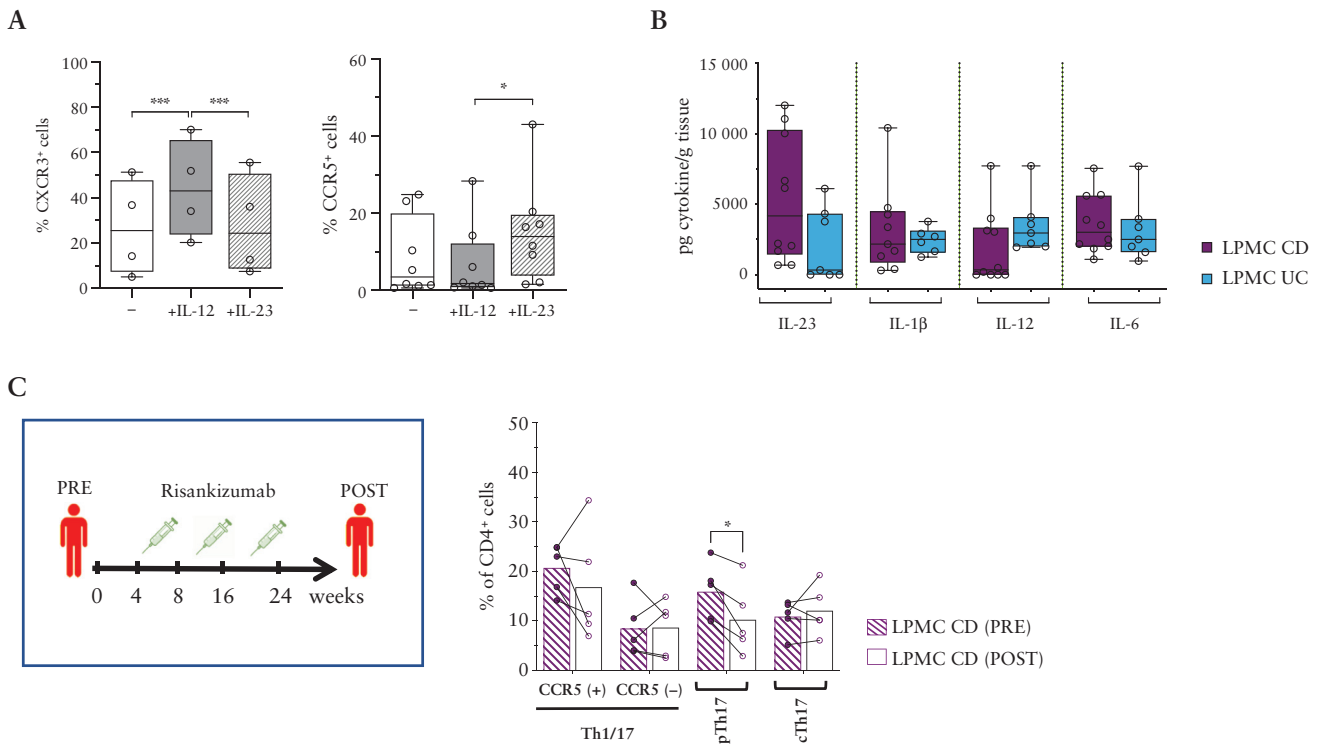 A
% CXCR3⁺ cells
100
80
60
40
20
0
***
***
–
+IL-12
+IL-23
% CCR5⁺ cells
60
40
20
0
*
–
+IL-12
+IL-23
B
pg cytokine/g tissue
15 000
10 000
5000
0
IL-23
IL-1β
IL-12
IL-6
LPMC CD
LPMC UC
C
PRE
Risankizumab
POST
0 4 8 16 24 weeks
% of CD4⁺ cells
50
40
30
20
10
0
*
CCR5 (+)
CCR5 (–)
Th1/17
pTh17
cTh17
LPMC CD (PRE)
LPMC CD (POST)